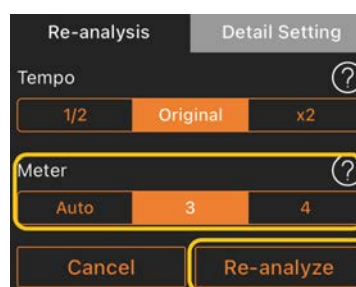 Re-analysis Detail Setting
Tempo ?
1/2 Original x2
Meter ?
Auto 3 4
Cancel Re-analyze